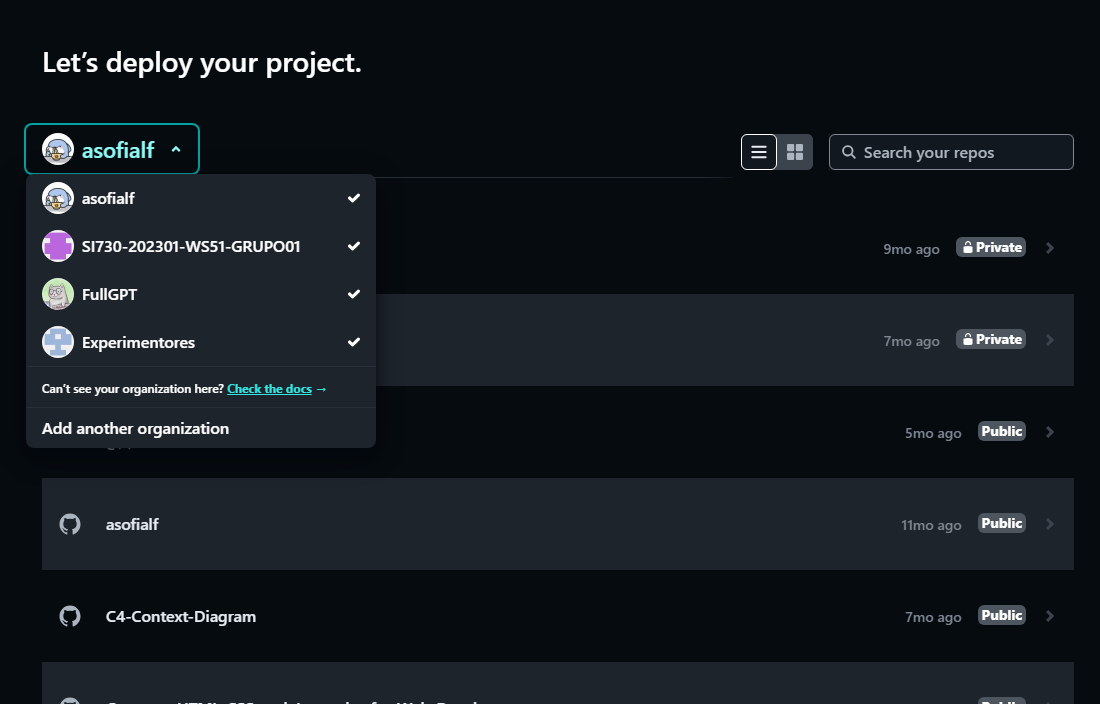 Let’s deploy your project.
asofialf
Search your repos
asofialf
SI730-202301-WS51-GRUPO01
FullGPT
Experimentores
Can’t see your organization here? Check the docs →
Add another organization
9mo ago Private
7mo ago Private
5mo ago Public
asofialf 11mo ago Public
C4-Context-Diagram 7mo ago Public